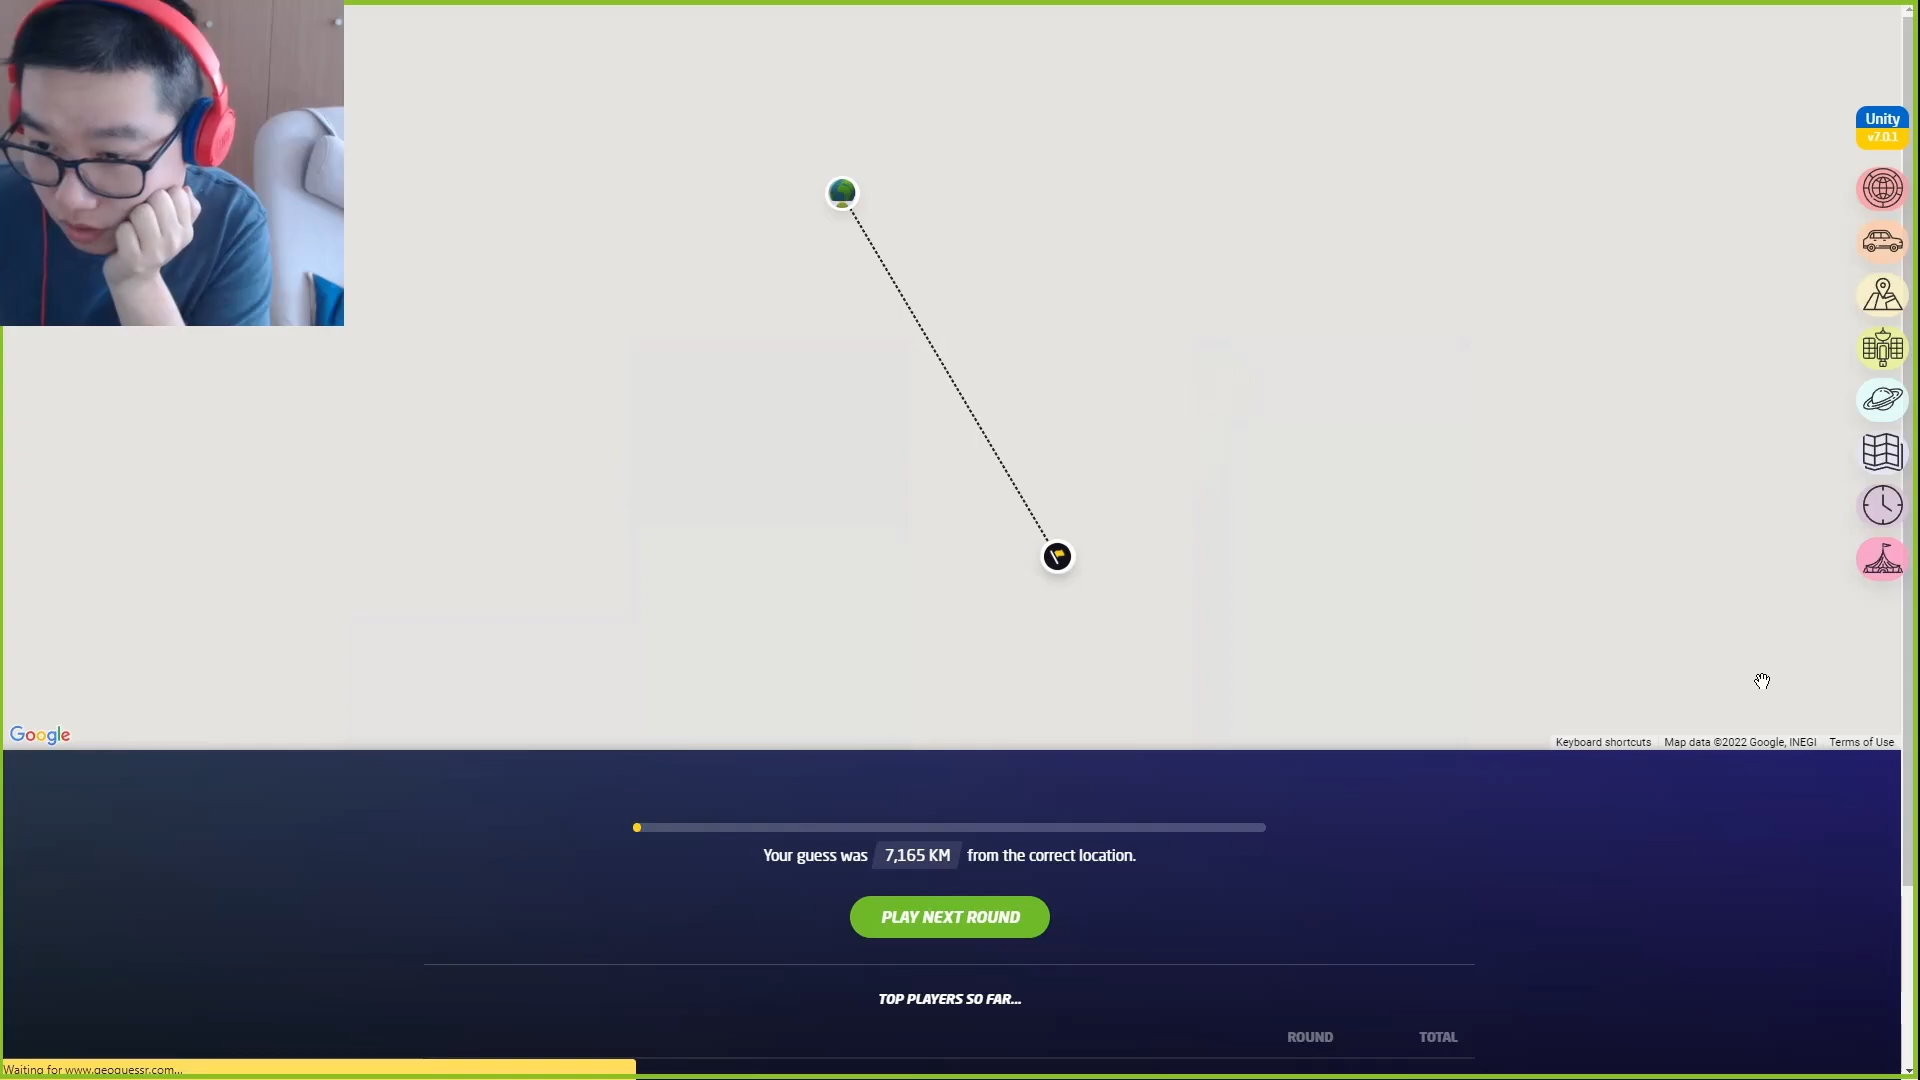 Unity
v7.0.1
Google
Keyboard shortcuts
Map data ©2022 Google, INEGI
Terms of Use
Your guess was 7,165 KM from the correct location.
PLAY NEXT ROUND
TOP PLAYERS SO FAR...
ROUND
TOTAL
Waiting for www.geoguessr.com...